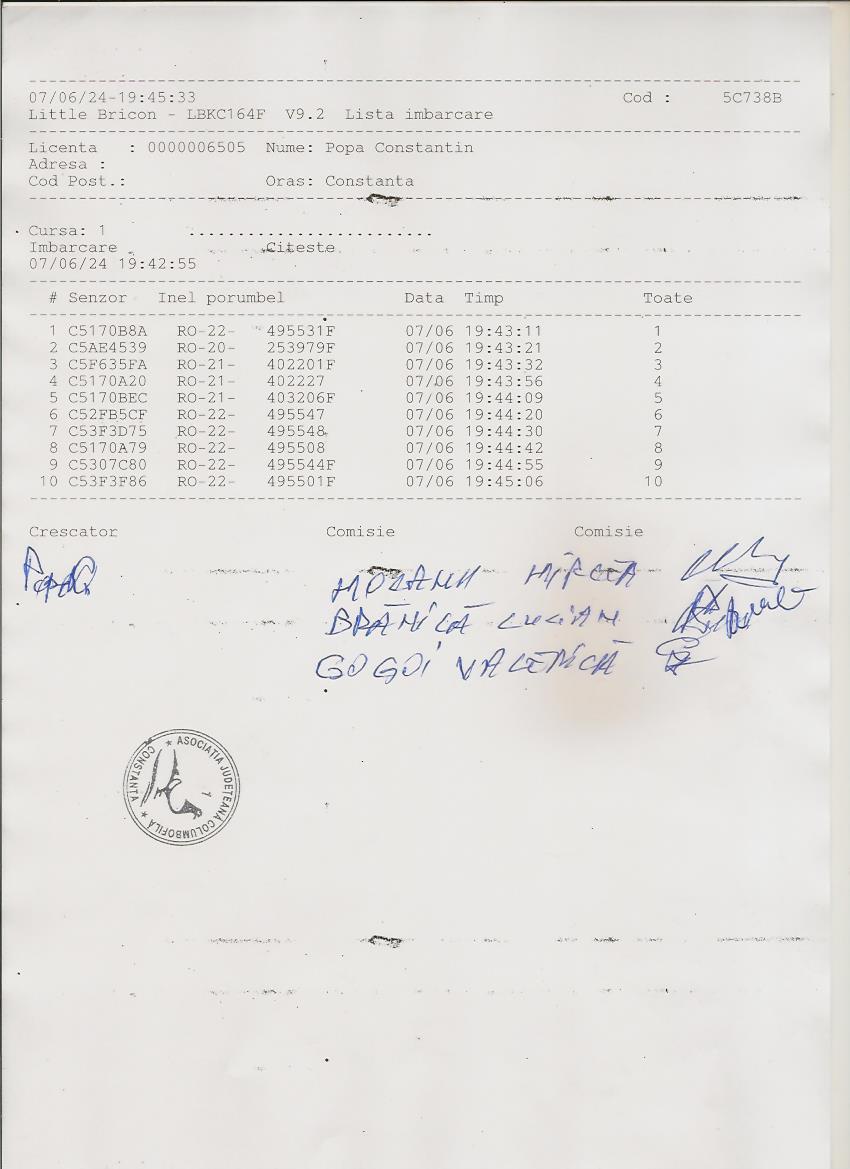 07/06/24-19:45:33 Cod : 5C738B
Little Bricon - LBKC164F V9.2 Lista imbarcare
Licenta : 0000006505 Nume: Popa Constantin
Adresa :
Cod Post.: Oras: Constanta
Cursa: 1 .........................
Imbarcare Citeste
07/06/24 19:42:55
# Senzor Inel porumbel Data Timp Toate
1 C5170B8A RO-22- 495531F 07/06 19:43:11 1
2 C5AE4539 RO-20- 253979F 07/06 19:43:21 2
3 C5F635FA RO-21- 402201F 07/06 19:43:32 3
4 C5170A20 RO-21- 402227 07/06 19:43:56 4
5 C5170BEC RO-21- 403206F 07/06 19:44:09 5
6 C52FB5CF RO-22- 495547 07/06 19:44:20 6
7 C53F3D75 RO-22- 495548 07/06 19:44:30 7
8 C5170A79 RO-22- 495508 07/06 19:44:42 8
9 C5307C80 RO-22- 495544F 07/06 19:44:55 9
10 C53F3F86 RO-22- 495501F 07/06 19:45:06 10
Crescator Comisie Comisie
MIRCEA
BRĂNICĂ LUCIAN
GOGOI VALERICĂ
ASOCIATIA JUDETEANA COLUMBOFILA * CONSTANTA *
1